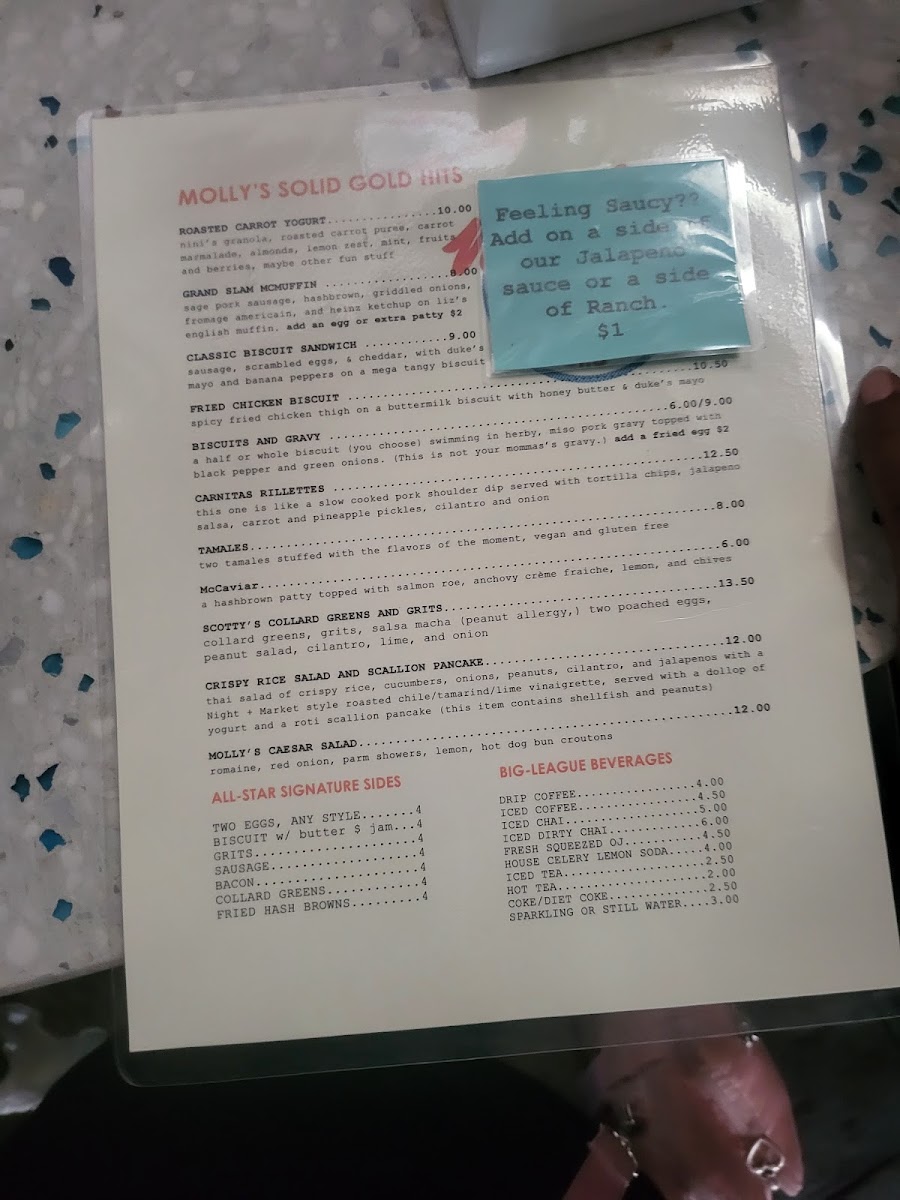 MOLLY'S SOLID GOLD HITS
Feeling Saucy??
Add on a side of
our Jalapeno
sauce or a side
of Ranch.
$1
ROASTED CARROT YOGURT................10.00
nini's granola, roasted carrot puree, carrot
marmalade, almonds, lemon zest, mint, fruits
and berries, maybe other fun stuff
GRAND SLAM MCMUFFIN ................8.00
sage pork sausage, hashbrown, griddled onions,
fromage americain, and heinz ketchup on liz's
english muffin. add an egg or extra patty $2
CLASSIC BISCUIT SANDWICH ............9.00
sausage, scrambled eggs, & cheddar, with duke's
mayo and banana peppers on a mega tangy biscuit
FRIED CHICKEN BISCUIT ........................10.50
spicy fried chicken thigh on a buttermilk biscuit with honey butter & duke's mayo
BISCUITS AND GRAVY ........................6.00/9.00
a half or whole biscuit (you choose) swimming in herby, miso pork gravy topped with
black pepper and green onions. (This is not your mommas's gravy.) add a fried egg $2
CARNITAS RILLETTES ........................12.50
this one is like a slow cooked pork shoulder dip served with tortilla chips, jalapeno
salsa, carrot and pineapple pickles, cilantro and onion
TAMALES........................8.00
two tamales stuffed with the flavors of the moment, vegan and gluten free
McCaviar........................6.00
a hashbrown patty topped with salmon roe, anchovy crème fraiche, lemon, and chives
SCOTTY'S COLLARD GREENS AND GRITS........................13.50
collard greens, grits, salsa macha (peanut allergy,) two poached eggs,
peanut salad, cilantro, lime, and onion
CRISPY RICE SALAD AND SCALLION PANCAKE........................12.00
thai salad of crispy rice, cucumbers, onions, peanuts, cilantro, and jalapenos with a
Night + Market style roasted chile/tamarind/lime vinaigrette, served with a dollop of
yogurt and a roti scallion pancake (this item contains shellfish and peanuts)
MOLLY'S CAESAR SALAD........................12.00
romaine, red onion, parm showers, lemon, hot dog bun croutons
ALL-STAR SIGNATURE SIDES
TWO EGGS, ANY STYLE.......4
BISCUIT w/ butter $ jam...4
GRITS.....................4
SAUSAGE...................4
BACON.....................4
COLLARD GREENS............4
FRIED HASH BROWNS.........4
BIG-LEAGUE BEVERAGES
DRIP COFFEE................4.00
ICED COFFEE................4.50
ICED CHAI..................5.00
ICED DIRTY CHAI............6.00
FRESH SQUEEZED OJ..........4.50
HOUSE CELERY LEMON SODA....4.00
ICED TEA...................2.50
HOT TEA....................2.00
COKE/DIET COKE.............2.50
SPARKLING OR STILL WATER....3.00